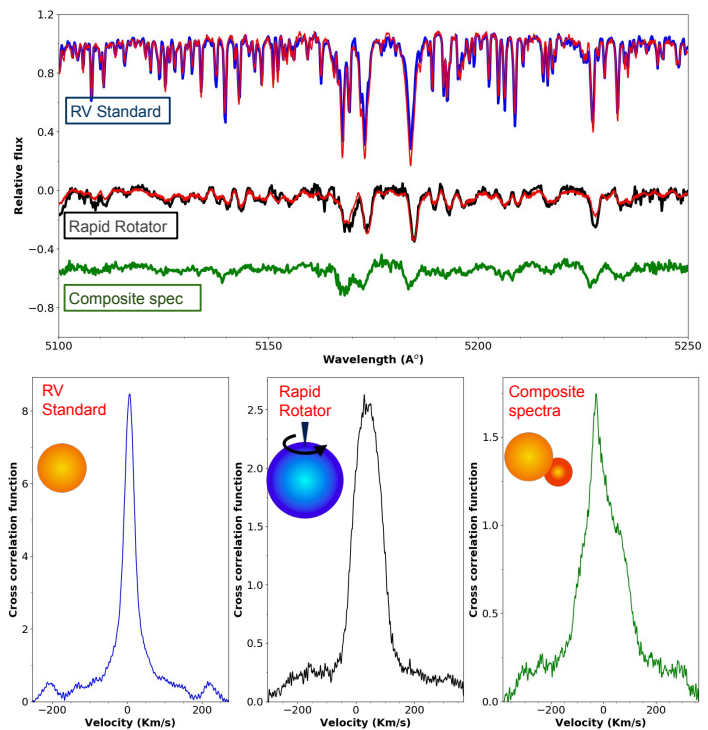 1.2
0.8
0.4
0.0
−0.4
−0.8
Relative flux
RV Standard
Rapid Rotator
Composite spec
5100
5150
5200
5250
Wavelength (A^o)
8
6
4
2
0
Cross correlation function
RV
Standard
−200
0
200
Velocity (Km/s)
2.5
2.0
1.5
1.0
0.5
0.0
Cross correlation function
Rapid
Rotator
−200
0
200
Velocity (Km/s)
1.5
1.0
0.5
0.0
Cross correlation function
Composite
spectra
−200
0
200
Velocity (Km/s)